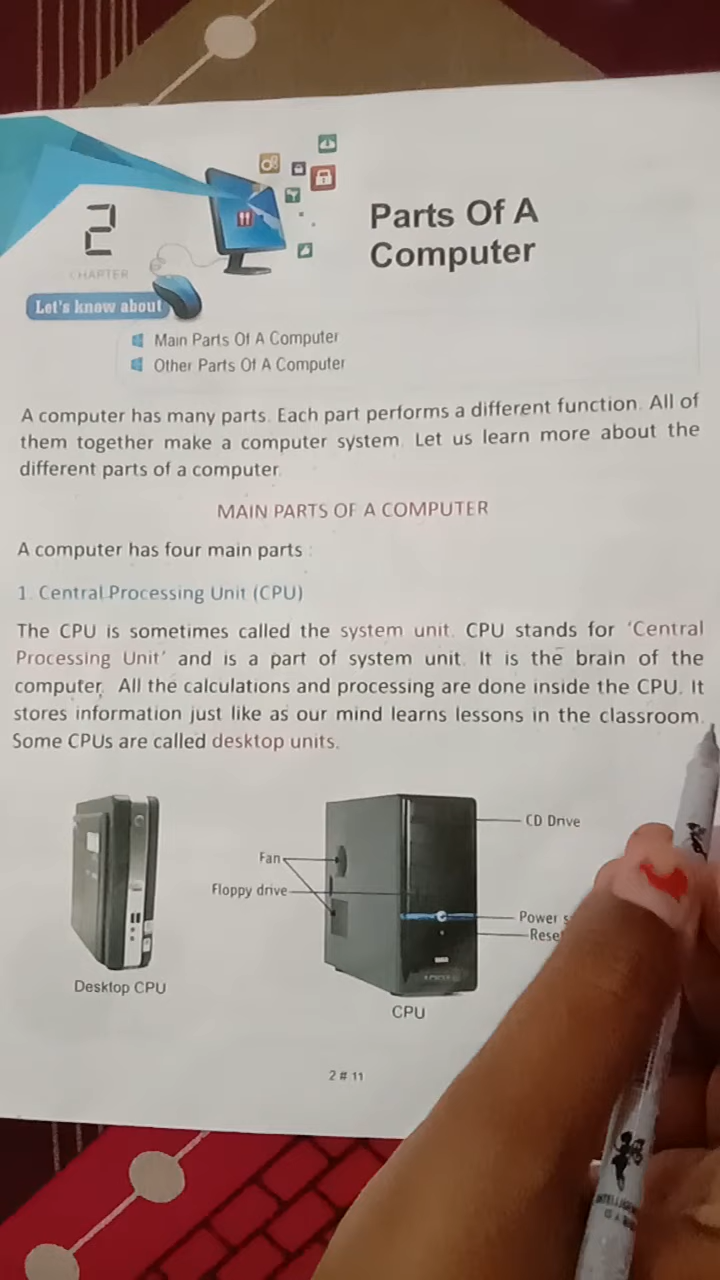 2
CHAPTER
Parts Of A
Computer
Let's know about
Main Parts Of A Computer
Other Parts Of A Computer
A computer has many parts. Each part performs a different function. All of
them together make a computer system. Let us learn more about the
different parts of a computer.
MAIN PARTS OF A COMPUTER
A computer has four main parts :
1. Central Processing Unit (CPU)
The CPU is sometimes called the system unit. CPU stands for 'Central
Processing Unit' and is a part of system unit. It is the brain of the
computer. All the calculations and processing are done inside the CPU. It
stores information just like as our mind learns lessons in the classroom.
Some CPUs are called desktop units.
CD Drive
Fan
Floppy drive
Power
Desktop CPU
CPU
2 # 11